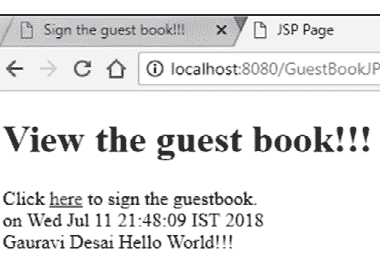 Sign the guest book!!!
JSP Page
localhost:8080/GuestBookJP
View the guest book!!!
Click here to sign the guestbook.
on Wed Jul 11 21:48:09 IST 2018
Gauravi Desai Hello World!!!